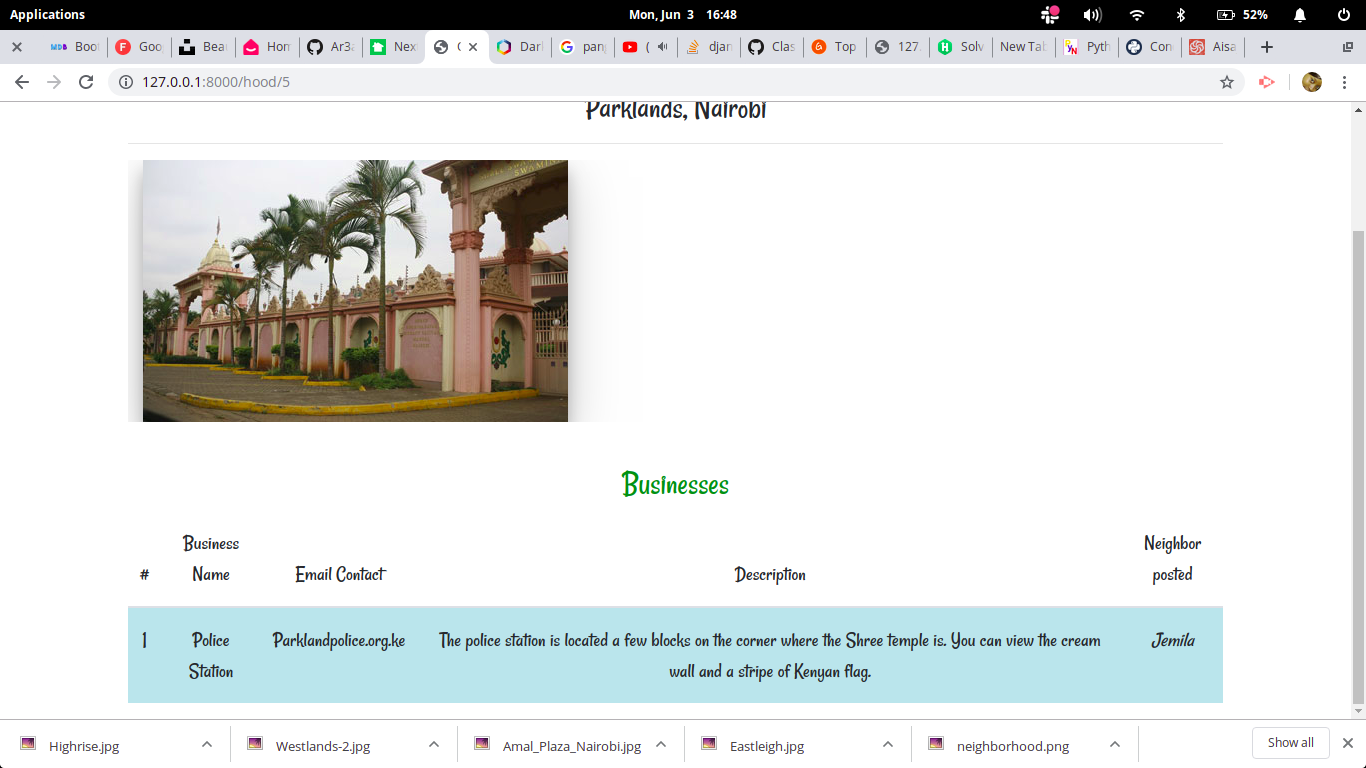 Applications
Mon, Jun 3 16:48
52%
Boo
Goo
Bea
Hom
Ar3a
Nex
Dar
pan
(
djan
Clas
Top
127.
Solv
New Tab
Pyth
Con
Aisa
127.0.0.1:8000/hood/5
Parklands, Nairobi
Businesses
# Business Name Email Contact Description Neighbor posted
1 Police Station Parklandpolice.org.ke The police station is located a few blocks on the corner where the Shree temple is. You can view the cream
wall and a stripe of Kenyan flag. Jemila
Highrise.jpg
Westlands-2.jpg
Amal_Plaza_Nairobi.jpg
Eastleigh.jpg
neighborhood.png
Show all